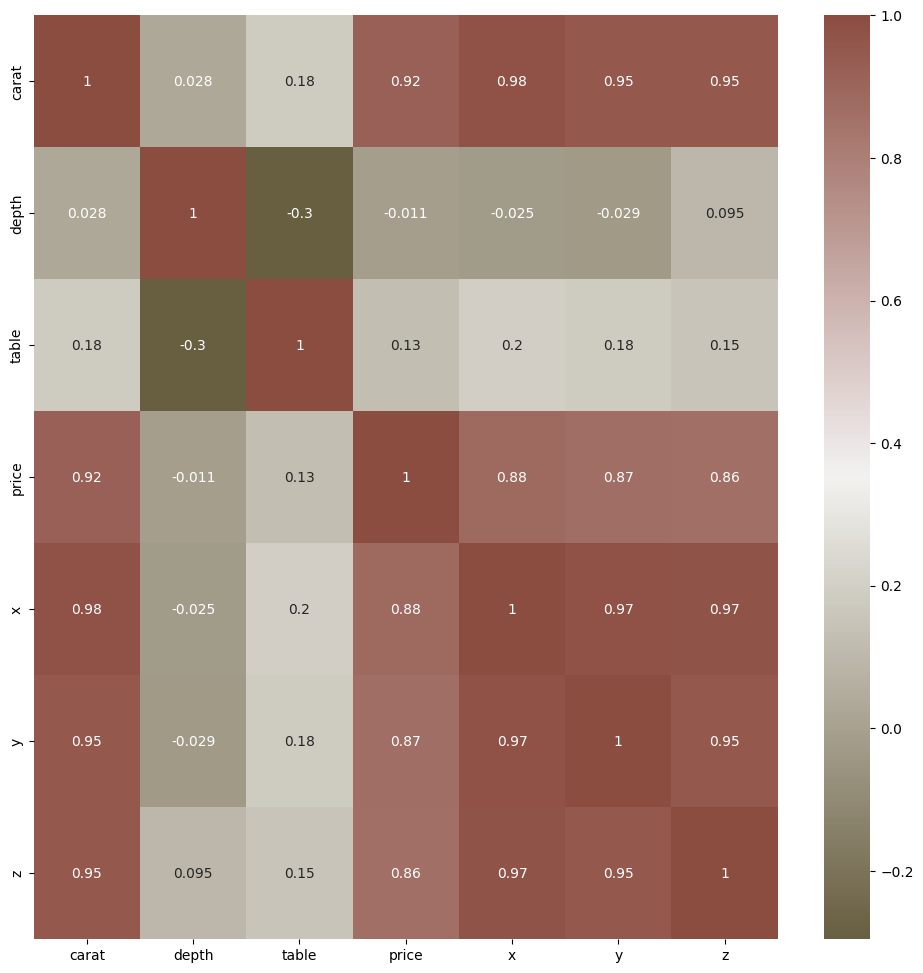 carat 1 0.028 0.18 0.92 0.98 0.95 0.95
depth 0.028 1 -0.3 -0.011 -0.025 -0.029 0.095
table 0.18 -0.3 1 0.13 0.2 0.18 0.15
price 0.92 -0.011 0.13 1 0.88 0.87 0.86
x 0.98 -0.025 0.2 0.88 1 0.97 0.97
y 0.95 -0.029 0.18 0.87 0.97 1 0.95
z 0.95 0.095 0.15 0.86 0.97 0.95 1
carat depth table price x y z
1.0
0.8
0.6
0.4
0.2
0.0
−0.2